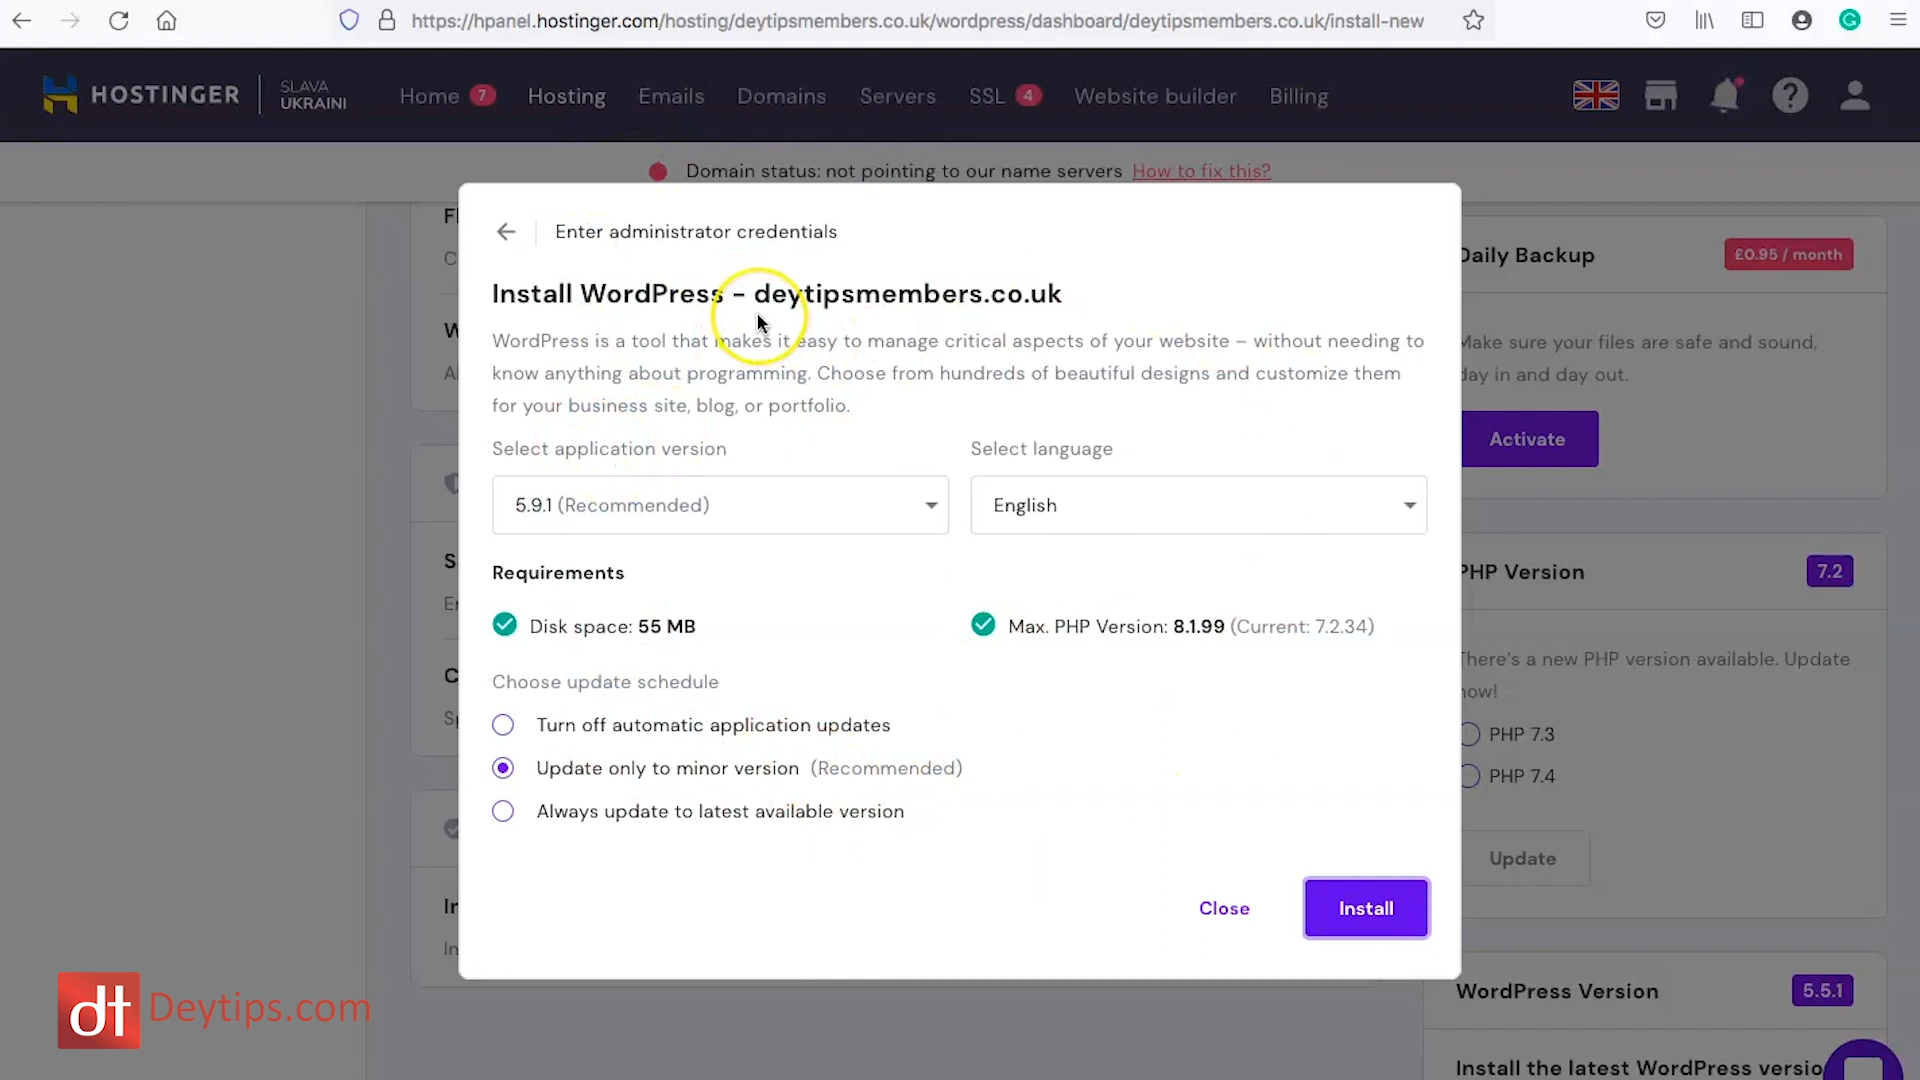 https://hpanel.hostinger.com/hosting/deytipsmembers.co.uk/wordpress/dashboard/deytipsmembers.co.uk/install-new
HOSTINGER
SLAVA
UKRAINI
Home 7 Hosting Emails Domains Servers SSL 4 Website builder Billing
Domain status: not pointing to our name servers How to fix this?
Enter administrator credentials
Install WordPress - deytipsmembers.co.uk
WordPress is a tool that makes it easy to manage critical aspects of your website – without needing to
know anything about programming. Choose from hundreds of beautiful designs and customize them
for your business site, blog, or portfolio.
Select application version
5.9.1 (Recommended)
Select language
English
Requirements
Disk space: 55 MB
Max. PHP Version: 8.1.99 (Current: 7.2.34)
Choose update schedule
Turn off automatic application updates
Update only to minor version (Recommended)
Always update to latest available version
Close
Install
Daily Backup
£0.95 / month
Make sure your files are safe and sound,
day in and day out.
Activate
PHP Version
7.2
There's a new PHP version available. Update
now!
PHP 7.3
PHP 7.4
Update
WordPress Version
5.5.1
Install the latest WordPress versio
dt Deytips.com